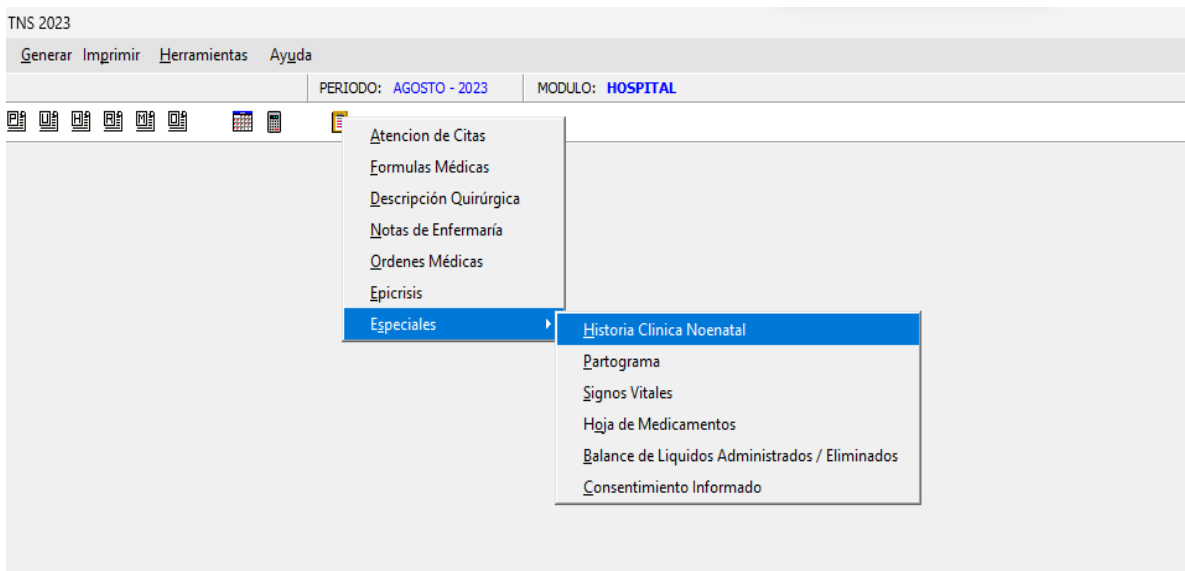 TNS 2023
Generar Imprimir Herramientas Ayuda
PERIODO: AGOSTO - 2023 MODULO: HOSPITAL
P U H R M O
Atencion de Citas
Formulas Médicas
Descripción Quirúrgica
Notas de Enfermaría
Ordenes Médicas
Epicrisis
Especiales
Historia Clinica Noenatal
Partograma
Signos Vitales
Hoja de Medicamentos
Balance de Liquidos Administrados / Eliminados
Consentimiento Informado